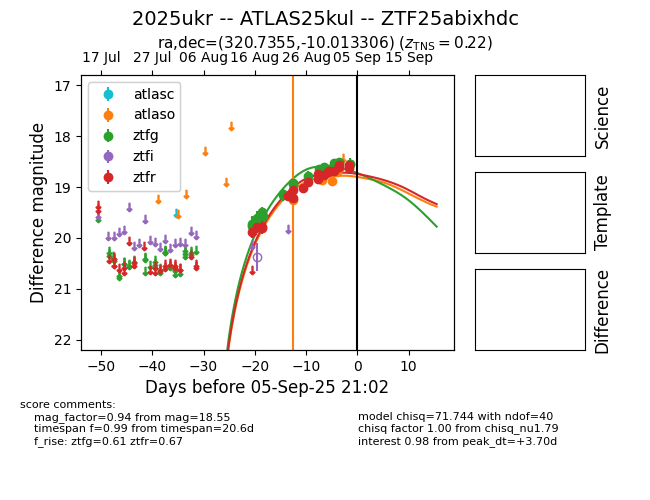 2025ukr -- ATLAS25kul -- ZTF25abixhdc
ra,dec=(320.7355,-10.013306) (z_TNS = 0.22)
17 Jul 27 Jul 06 Aug 16 Aug 26 Aug 05 Sep 15 Sep
17
18
19
20
21
22
Difference magnitude
atlasc
atlaso
ztfg
ztfi
ztfr
−50 −40 −30 −20 −10 0 10
Days before 05-Sep-25 21:02
Science
Template
Difference
score comments:
mag_factor=0.94 from mag=18.55
timespan f=0.99 from timespan=20.6d
f_rise: ztfg=0.61 ztfr=0.67
model chisq=71.744 with ndof=40
chisq factor 1.00 from chisq_nu1.79
interest 0.98 from peak_dt=+3.70d